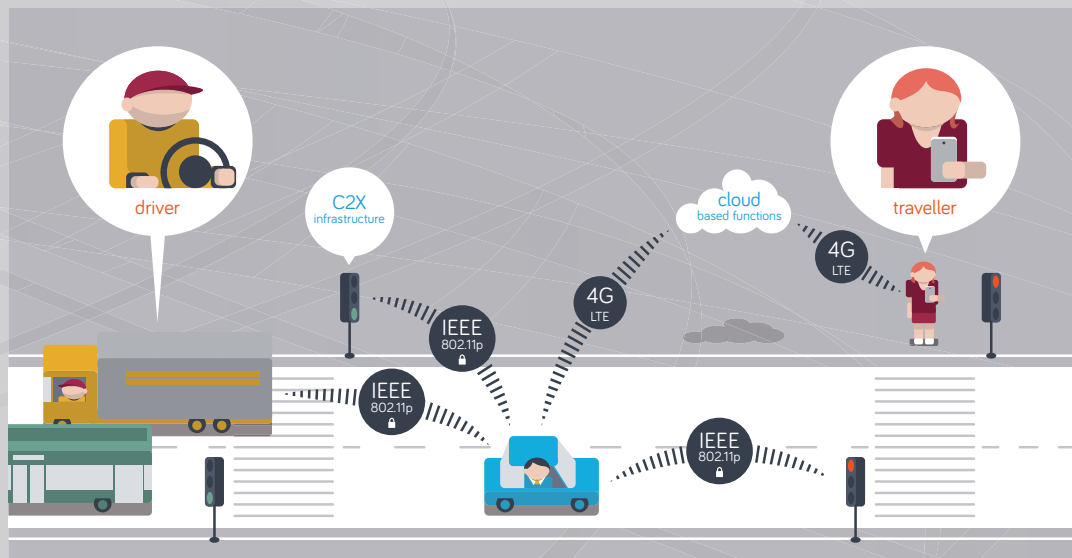 driver
C2X
infrastructure
cloud
based functions
traveller
4G
LTE
4G
LTE
IEEE
802.11p
IEEE
802.11p
IEEE
802.11p